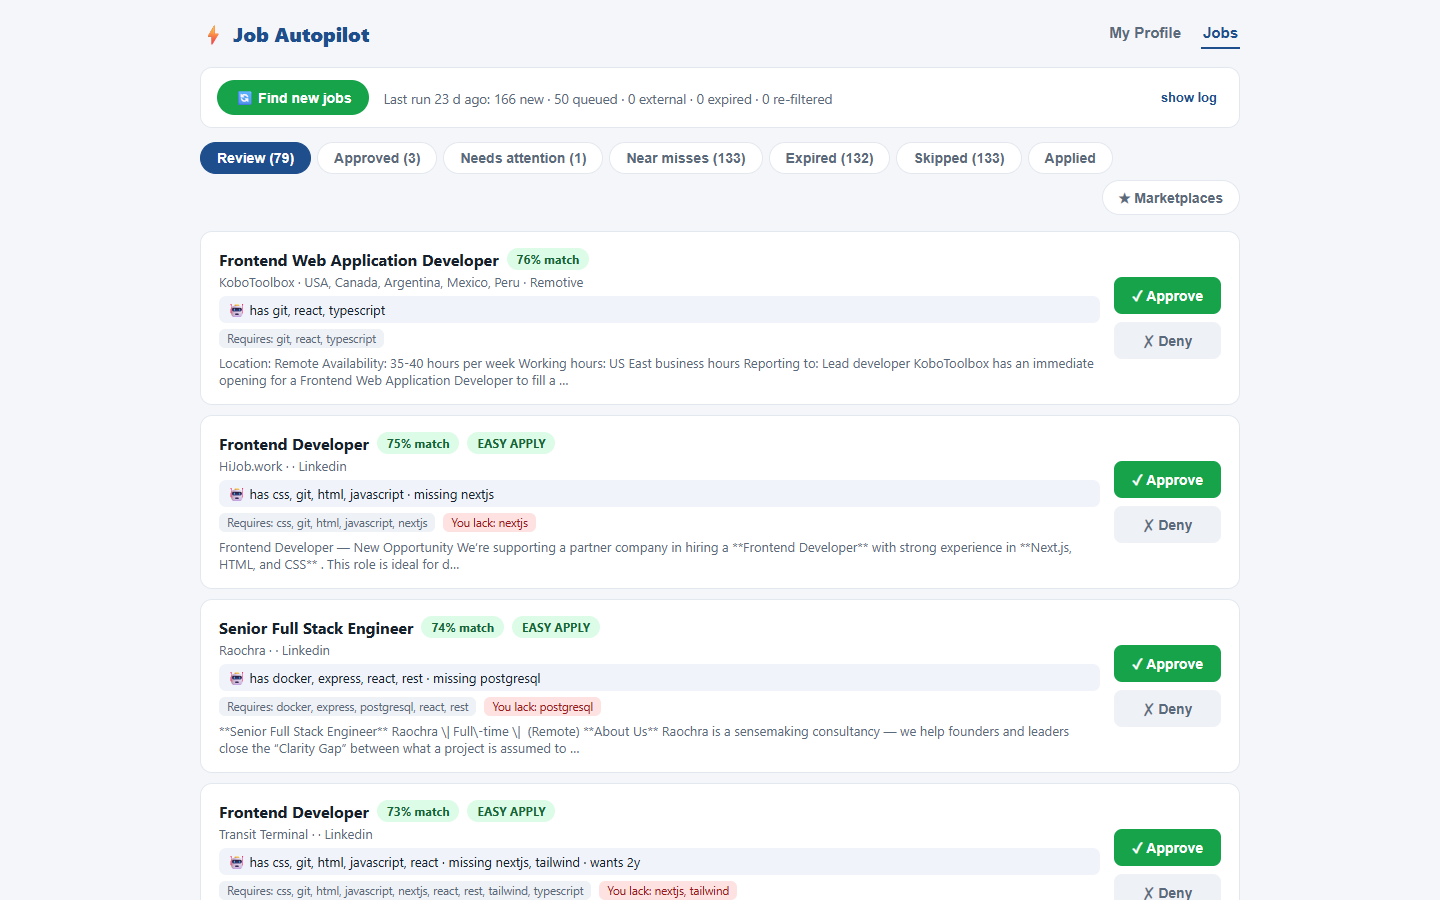 Job Autopilot
My Profile
Jobs
Find new jobs
Last run 23 d ago: 166 new · 50 queued · 0 external · 0 expired · 0 re-filtered
show log
Review (79)
Approved (3)
Needs attention (1)
Near misses (133)
Expired (132)
Skipped (133)
Applied
★ Marketplaces
Frontend Web Application Developer
76% match
KoboToolbox · USA, Canada, Argentina, Mexico, Peru · Remotive
has git, react, typescript
Requires: git, react, typescript
Location: Remote Availability: 35-40 hours per week Working hours: US East business hours Reporting to: Lead developer KoboToolbox has an immediate
opening for a Frontend Web Application Developer to fill a ...
✓ Approve
✗ Deny
Frontend Developer
75% match
EASY APPLY
HiJob.work · · Linkedin
has css, git, html, javascript · missing nextjs
Requires: css, git, html, javascript, nextjs
You lack: nextjs
Frontend Developer — New Opportunity We're supporting a partner company in hiring a **Frontend Developer** with strong experience in **Next.js,
HTML, and CSS** . This role is ideal for d...
✓ Approve
✗ Deny
Senior Full Stack Engineer
74% match
EASY APPLY
Raochra · · Linkedin
has docker, express, react, rest · missing postgresql
Requires: docker, express, postgresql, react, rest
You lack: postgresql
**Senior Full Stack Engineer** Raochra \| Full\-time \| (Remote) **About Us** Raochra is a sensemaking consultancy — we help founders and leaders
close the “Clarity Gap” between what a project is assumed to ...
✓ Approve
✗ Deny
Frontend Developer
73% match
EASY APPLY
Transit Terminal · · Linkedin
has css, git, html, javascript, react · missing nextjs, tailwind · wants 2y
Requires: css, git, html, javascript, nextjs, react, rest, tailwind, typescript
You lack: nextjs, tailwind
✓ Approve
✗ Deny